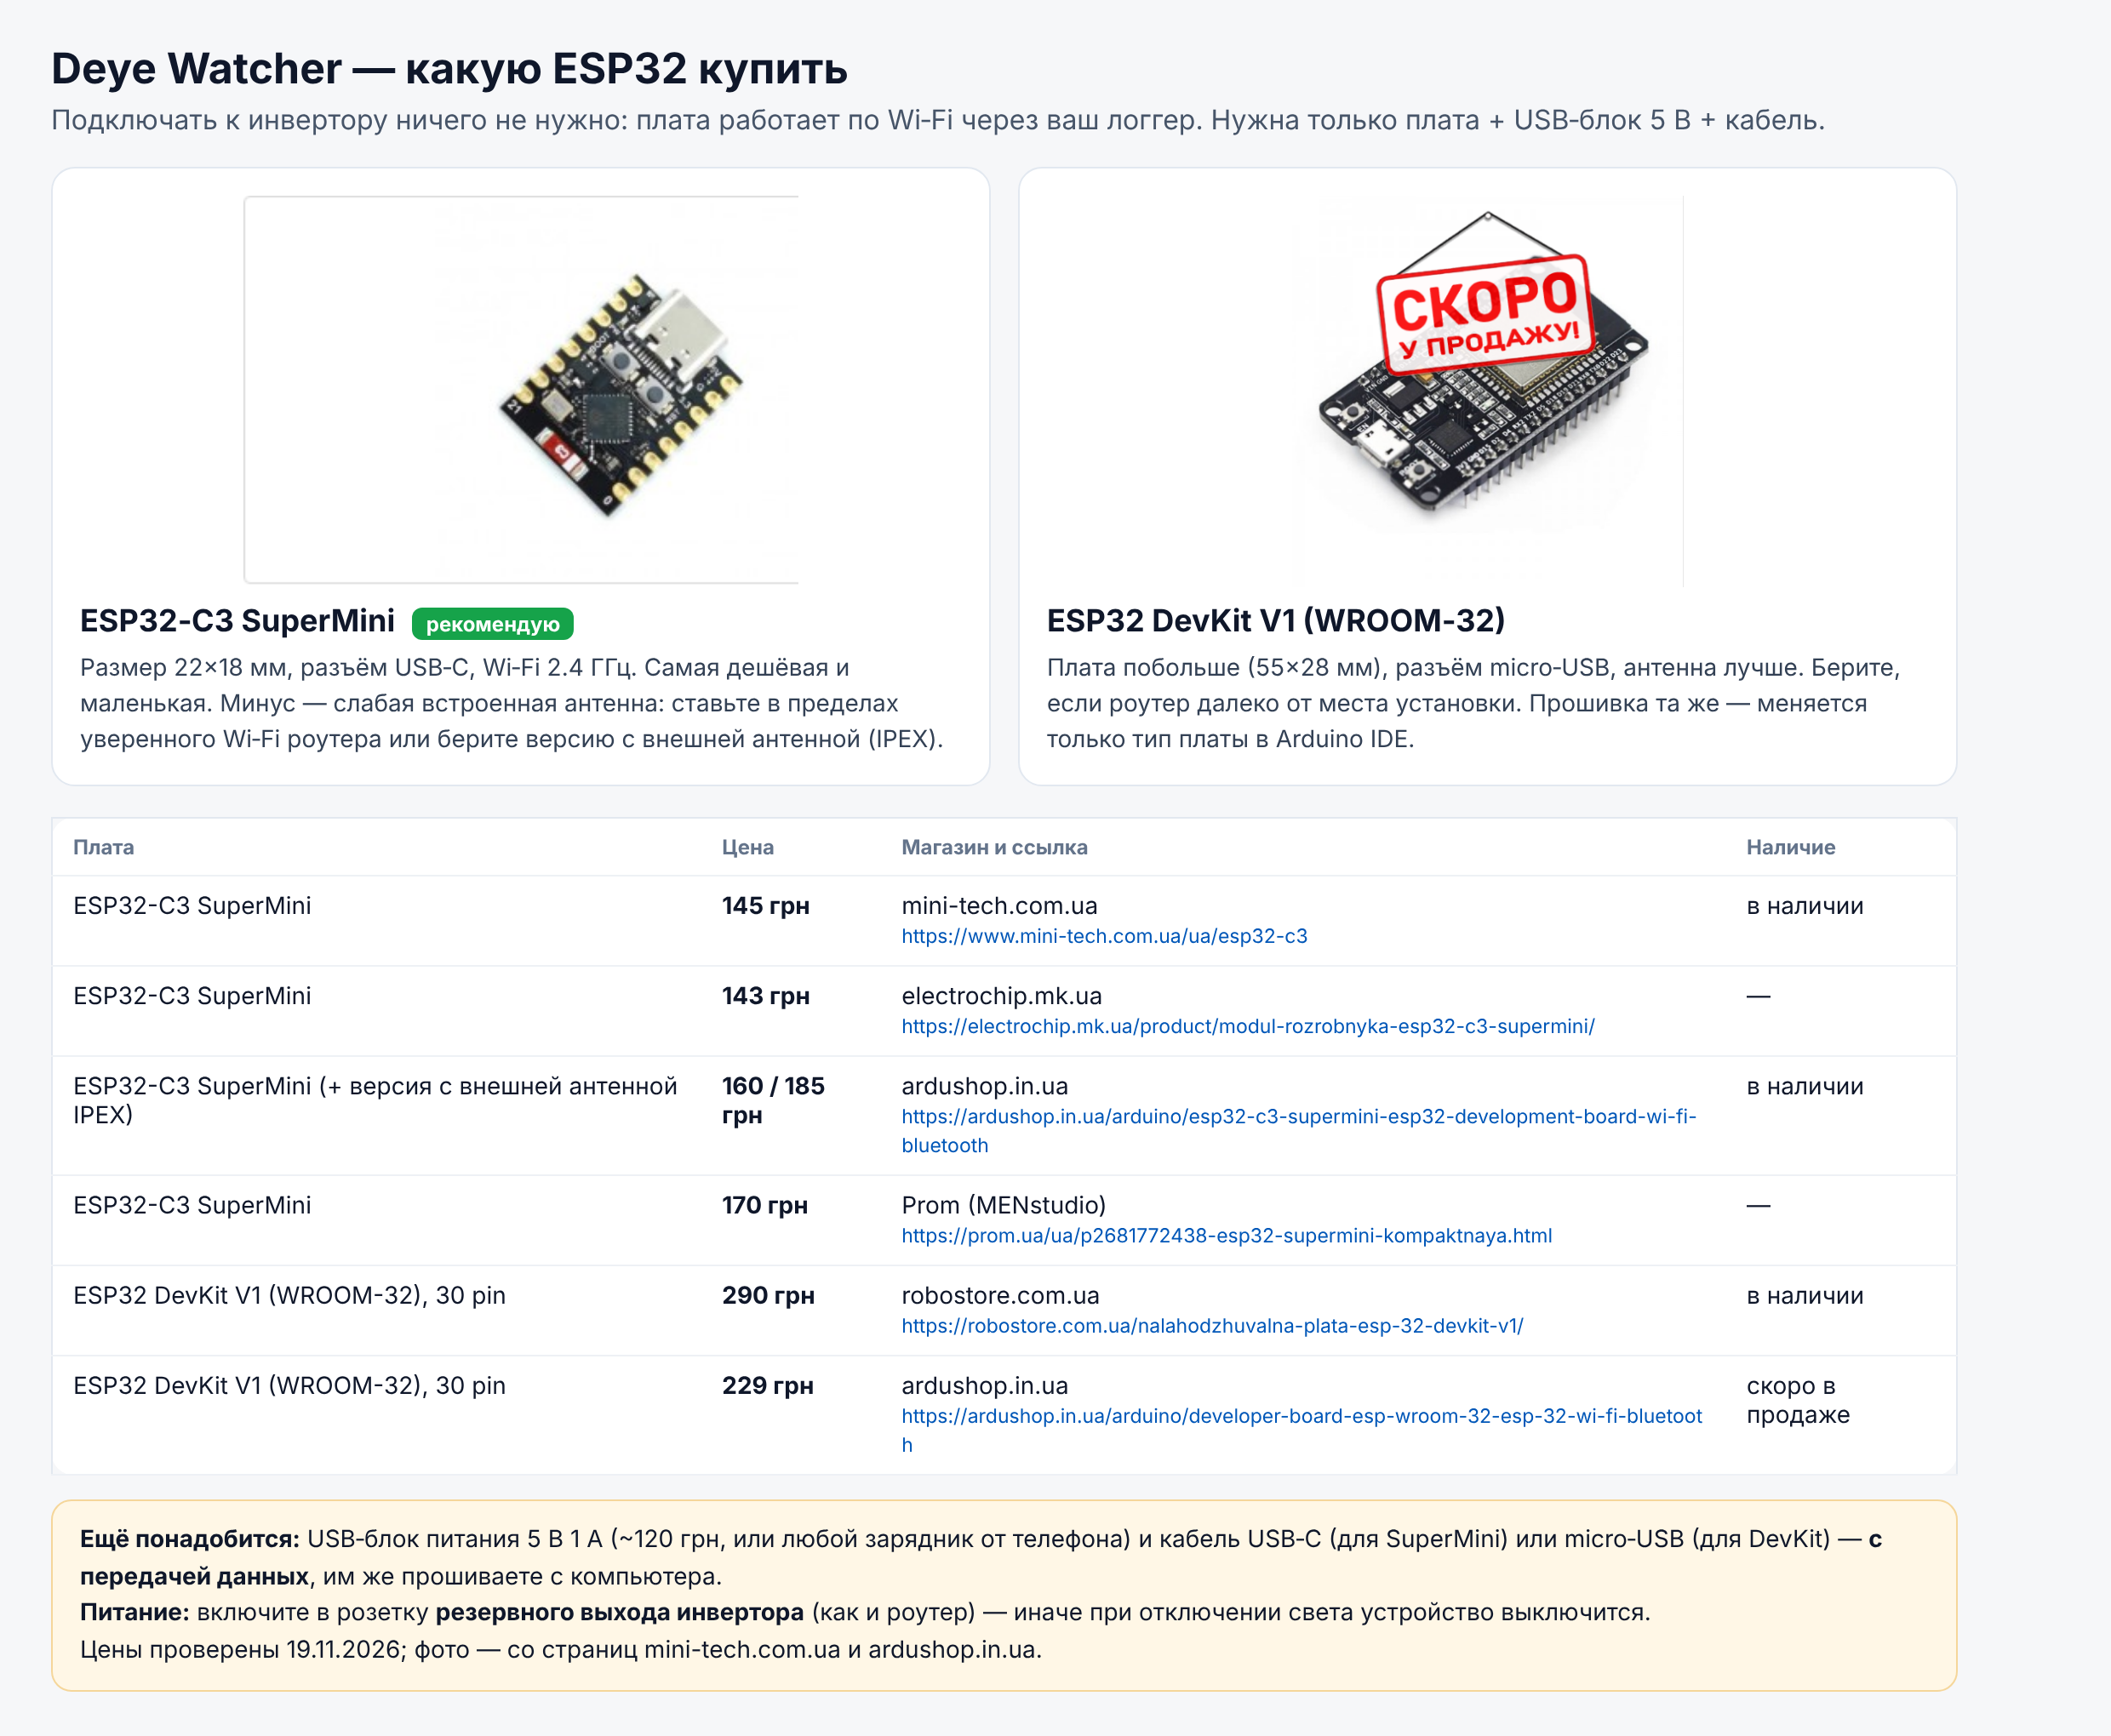 Deye Watcher — какую ESP32 купить
Подключать к инвертору ничего не нужно: плата работает по Wi-Fi через ваш логгер. Нужна только плата + USB-блок 5 В + кабель.
СКОРО
У ПРОДАЖУ!
ESP32-C3 SuperMini рекомендую
Размер 22×18 мм, разъём USB-C, Wi-Fi 2.4 ГГц. Самая дешёвая и
маленькая. Минус — слабая встроенная антенна: ставьте в пределах
уверенного Wi-Fi роутера или берите версию с внешней антенной (IPEX).
ESP32 DevKit V1 (WROOM-32)
Плата побольше (55×28 мм), разъём micro-USB, антенна лучше. Берите,
если роутер далеко от места установки. Прошивка та же — меняется
только тип платы в Arduino IDE.
Плата Цена Магазин и ссылка Наличие
ESP32-C3 SuperMini 145 грн mini-tech.com.ua в наличии
https://www.mini-tech.com.ua/ua/esp32-c3
ESP32-C3 SuperMini 143 грн electrochip.mk.ua —
https://electrochip.mk.ua/product/modul-rozrobnyka-esp32-c3-supermini/
ESP32-C3 SuperMini (+ версия с внешней антенной 160 / 185 ardushop.in.ua в наличии
IPEX) грн https://ardushop.in.ua/arduino/esp32-c3-supermini-esp32-development-board-wi-fi-
bluetooth
ESP32-C3 SuperMini 170 грн Prom (MENstudio) —
https://prom.ua/ua/p2681772438-esp32-supermini-kompaktnaya.html
ESP32 DevKit V1 (WROOM-32), 30 pin 290 грн robostore.com.ua в наличии
https://robostore.com.ua/nalahodzhuvalna-plata-esp-32-devkit-v1/
ESP32 DevKit V1 (WROOM-32), 30 pin 229 грн ardushop.in.ua скоро в
https://ardushop.in.ua/arduino/developer-board-esp-wroom-32-esp-32-wi-fi-bluetoot продаже
h
Ещё понадобится: USB-блок питания 5 В 1 А (~120 грн, или любой зарядник от телефона) и кабель USB-C (для SuperMini) или micro-USB (для DevKit) — с
передачей данных, им же прошиваете с компьютера.
Питание: включите в розетку резервного выхода инвертора (как и роутер) — иначе при отключении света устройство выключится.
Цены проверены 19.11.2026; фото — со страниц mini-tech.com.ua и ardushop.in.ua.